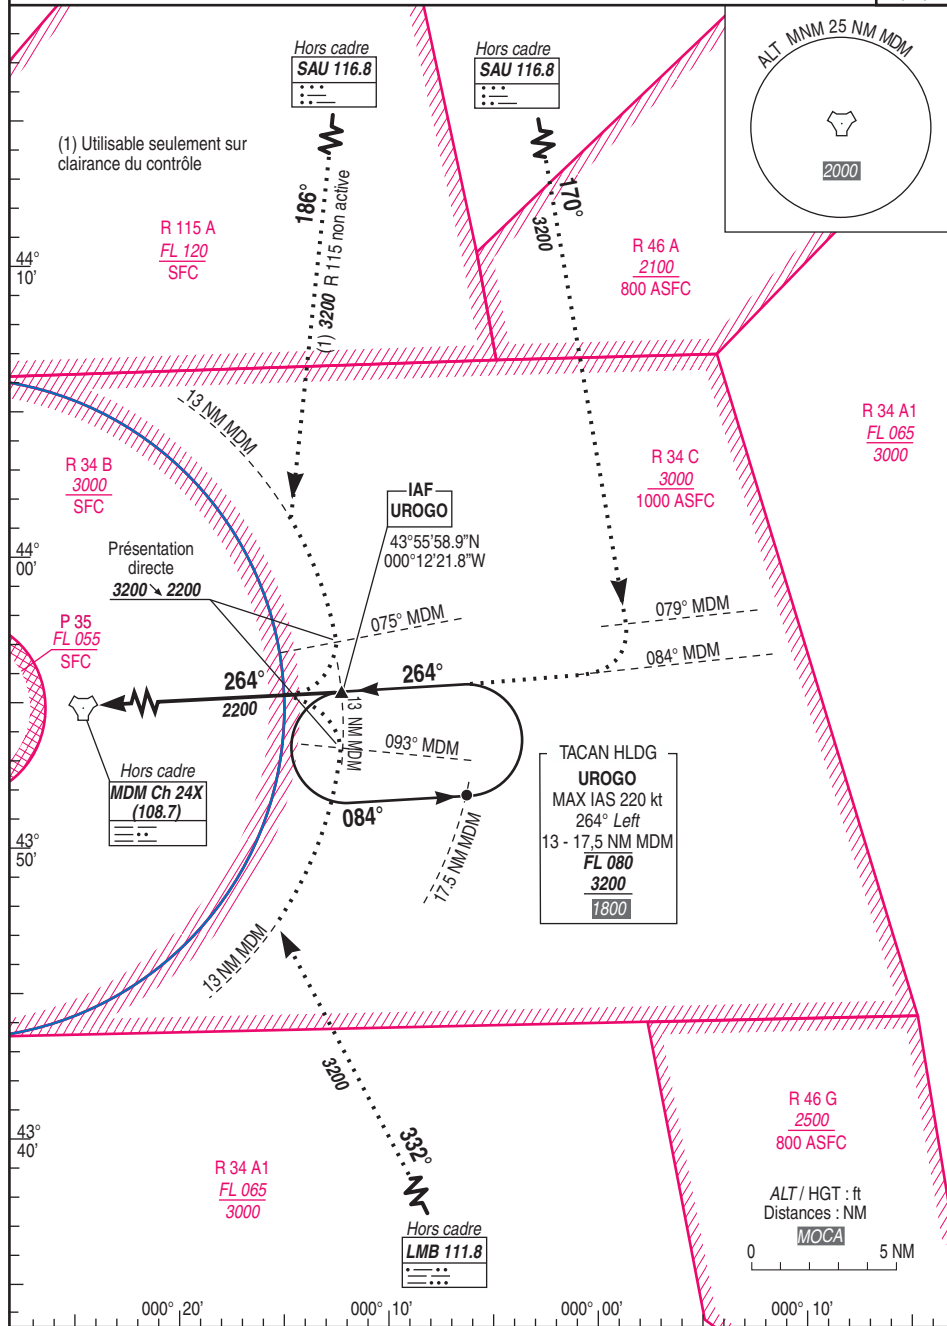 Hors cadre
SAU 116.8
Hors cadre
SAU 116.8
ALT MNM 25 NM MDM
2000
(1) Utilisable seulement sur
clairance du contrôle
186°
(1) 3200 R 115 non active
170°
3200
R 115 A
FL 120
SFC
R 46 A
2100
800 ASFC
44°
10'
13 NM MDM
R 34 A1
FL 065
3000
R 34 B
3000
SFC
R 34 C
3000
1000 ASFC
IAF
UROGO
43°55'58.9"N
000°12'21.8"W
44°
00'
Présentation
directe
3200 ↘ 2200
075° MDM
079° MDM
084° MDM
P 35
FL 055
SFC
264°
2200
264°
13 NM MDM
093° MDM
Hors cadre
MDM Ch 24X
(108.7)
084°
17.5 NM MDM
TACAN HLDG
UROGO
MAX IAS 220 kt
264° Left
13 - 17,5 NM MDM
FL 080
3200
1800
43°
50'
13 NM MDM
3200
332°
43°
40'
R 34 A1
FL 065
3000
R 46 G
2500
800 ASFC
Hors cadre
LMB 111.8
ALT / HGT : ft
Distances : NM
MOCA
0 5 NM
000° 20' 000° 10' 000° 00' 000° 10'